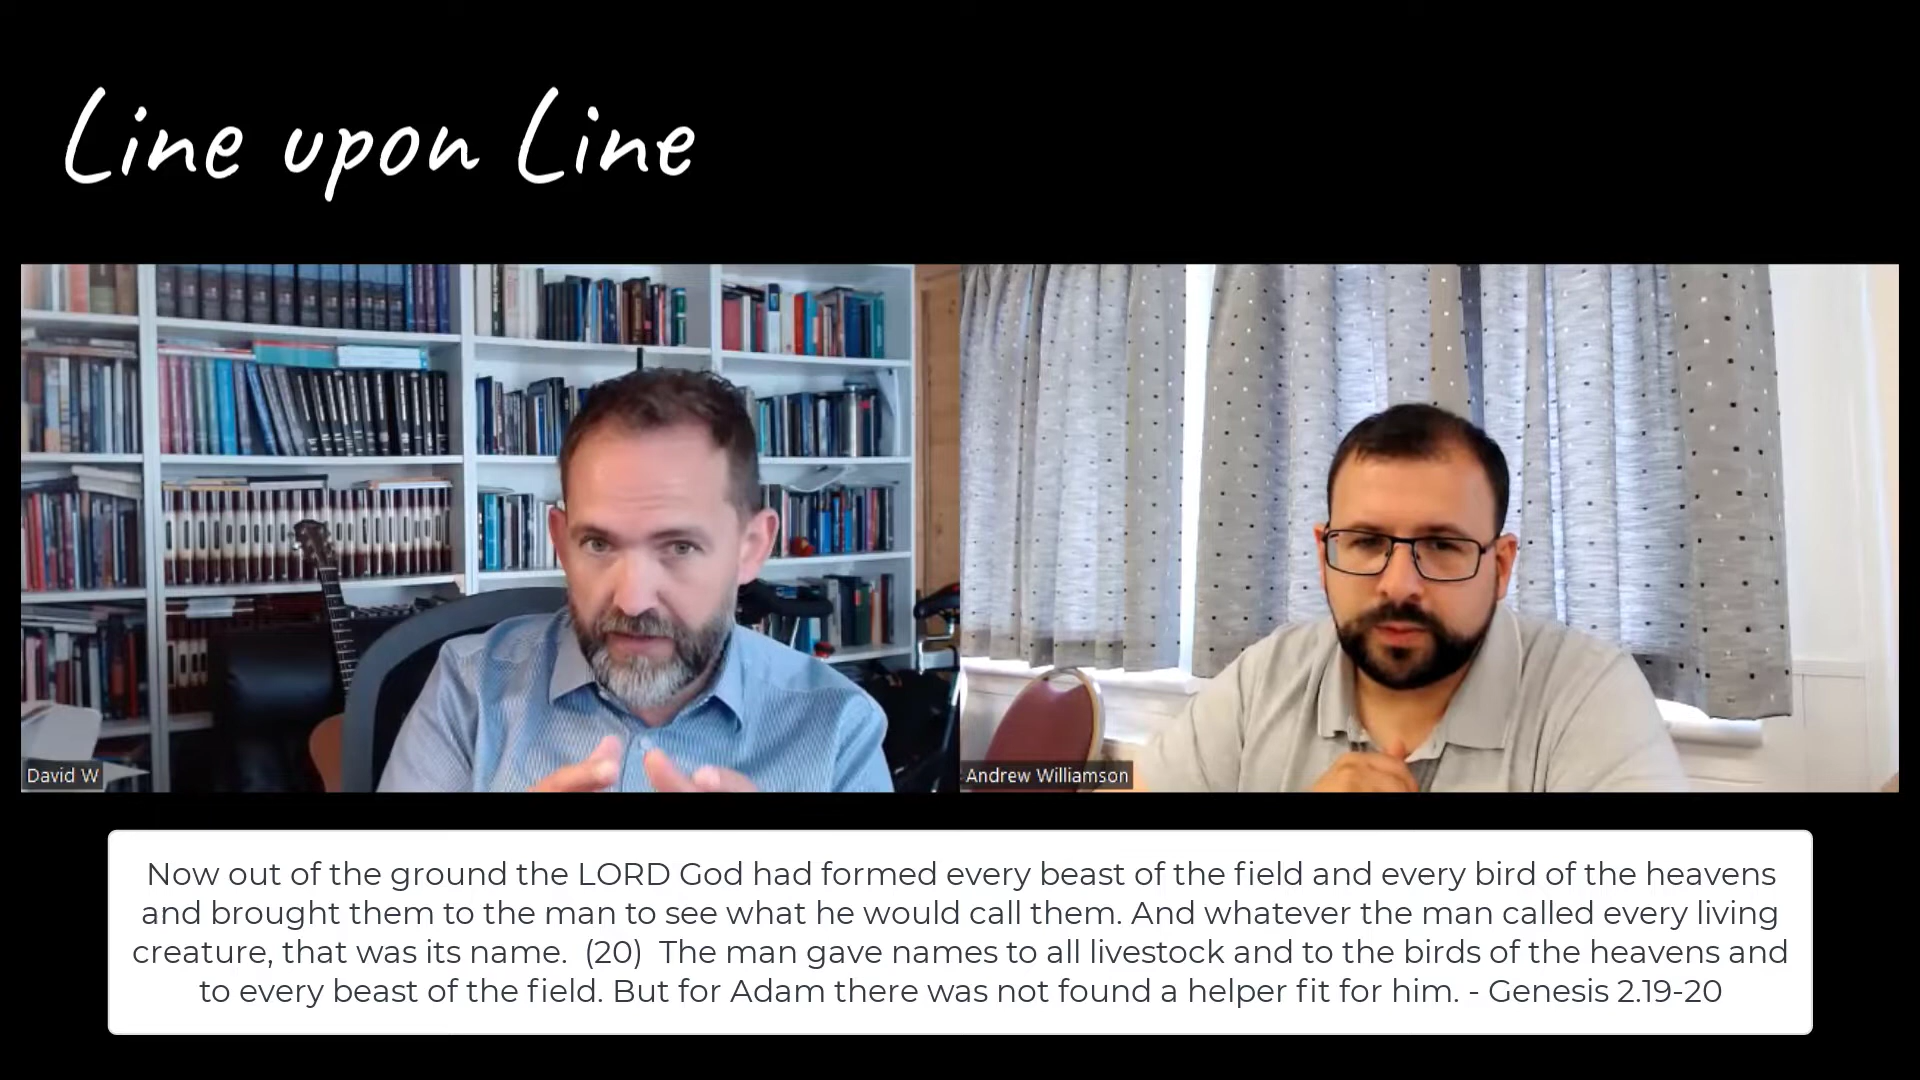 Line upon Line
David W
Andrew Williamson
Now out of the ground the LORD God had formed every beast of the field and every bird of the heavens
and brought them to the man to see what he would call them. And whatever the man called every living
creature, that was its name.  (20)  The man gave names to all livestock and to the birds of the heavens and
to every beast of the field. But for Adam there was not found a helper fit for him. - Genesis 2.19-20